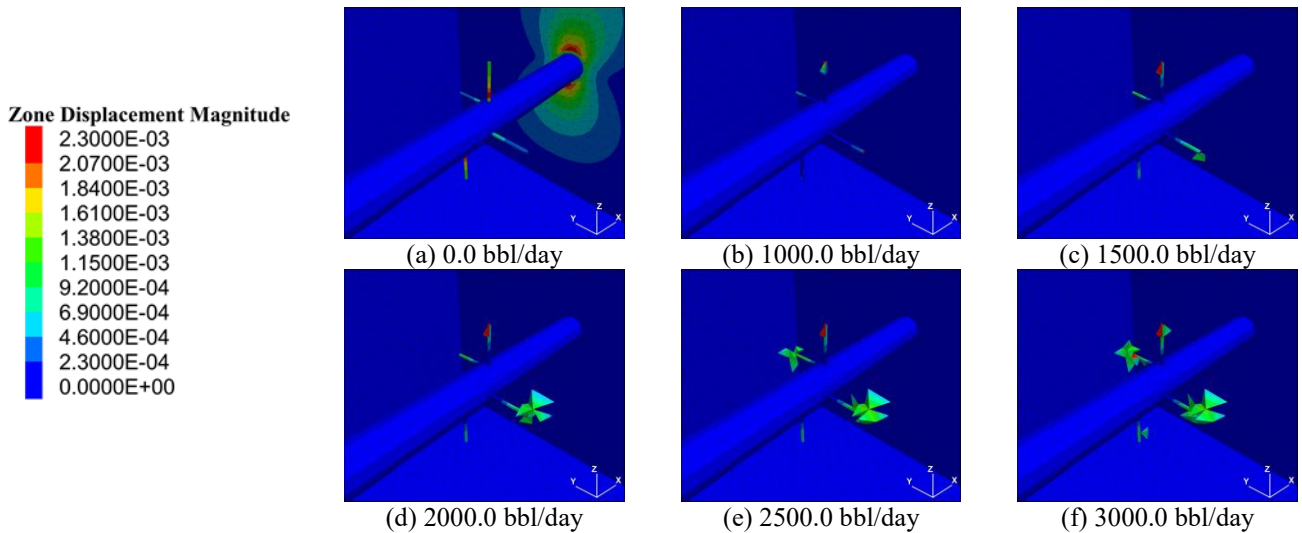 Zone Displacement Magnitude
2.3000E-03
2.0700E-03
1.8400E-03
1.6100E-03
1.3800E-03
1.1500E-03
9.2000E-04
6.9000E-04
4.6000E-04
2.3000E-04
0.0000E+00
Z
Y X
(a) 0.0 bbl/day
Z
Y X
(b) 1000.0 bbl/day
Z
Y X
(c) 1500.0 bbl/day
Z
Y X
(d) 2000.0 bbl/day
Z
Y X
(e) 2500.0 bbl/day
Z
Y X
(f) 3000.0 bbl/day